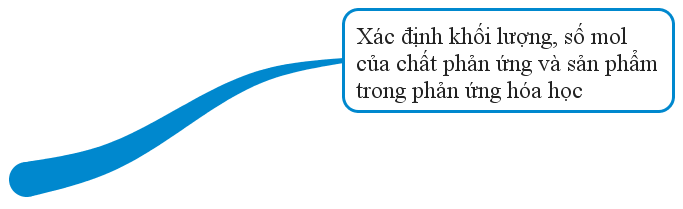 Xác định khối lượng, số mol
của chất phản ứng và sản phẩm
trong phản ứng hóa học